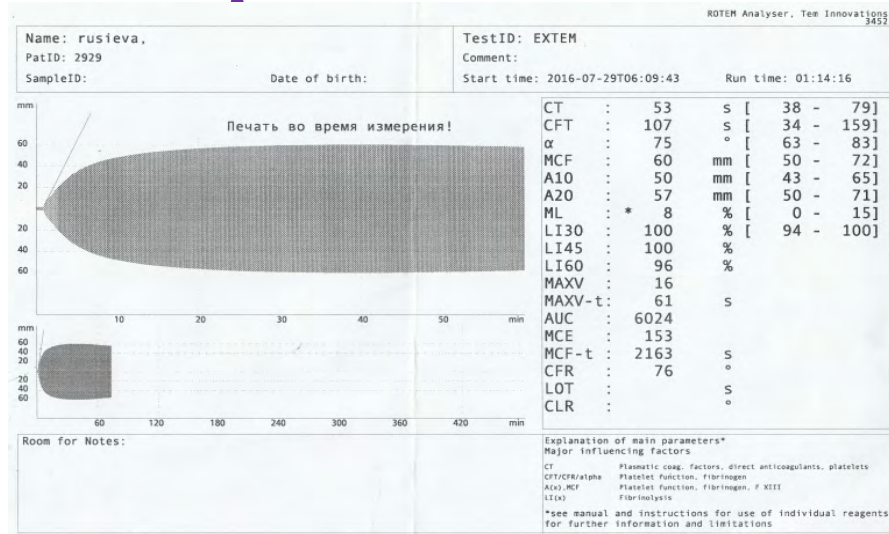 ROTEM Analyser, Tem Innovations
3452
Name: rusieva,
PatID: 2929
SampleID: Date of birth:
TestID: EXTEM
Comment:
Start time: 2016-07-29T06:09:43 Run time: 01:14:16
mm
Печать во время измерения!
60
40
20
20
40
60
10 20 30 40 50 min
mm
60
40
20
20
40
60
60 120 180 240 300 360 420 min
CT : 53 s [ 38 - 79]
CFT : 107 s [ 34 - 159]
α : 75 ° [ 63 - 83]
MCF : 60 mm [ 50 - 72]
A10 : 50 mm [ 43 - 65]
A20 : 57 mm [ 50 - 71]
ML : * 8 % [ 0 - 15]
LI30 : 100 % [ 94 - 100]
LI45 : 100 %
LI60 : 96 %
MAXV : 16
MAXV-t: 61 s
AUC : 6024
MCE : 153
MCF-t : 2163 s
CFR : 76 °
LOT : s
CLR : °
Room for Notes:
Explanation of main parameters*
Major influencing factors
CT Plasmatic coag. factors, direct anticoagulants, platelets
CFT/CFR/alpha Platelet function, fibrinogen
A(x),MCF Platelet function, fibrinogen, F XIII
LI(x) Fibrinolysis
*see manual and instructions for use of individual reagents
for further information and limitations